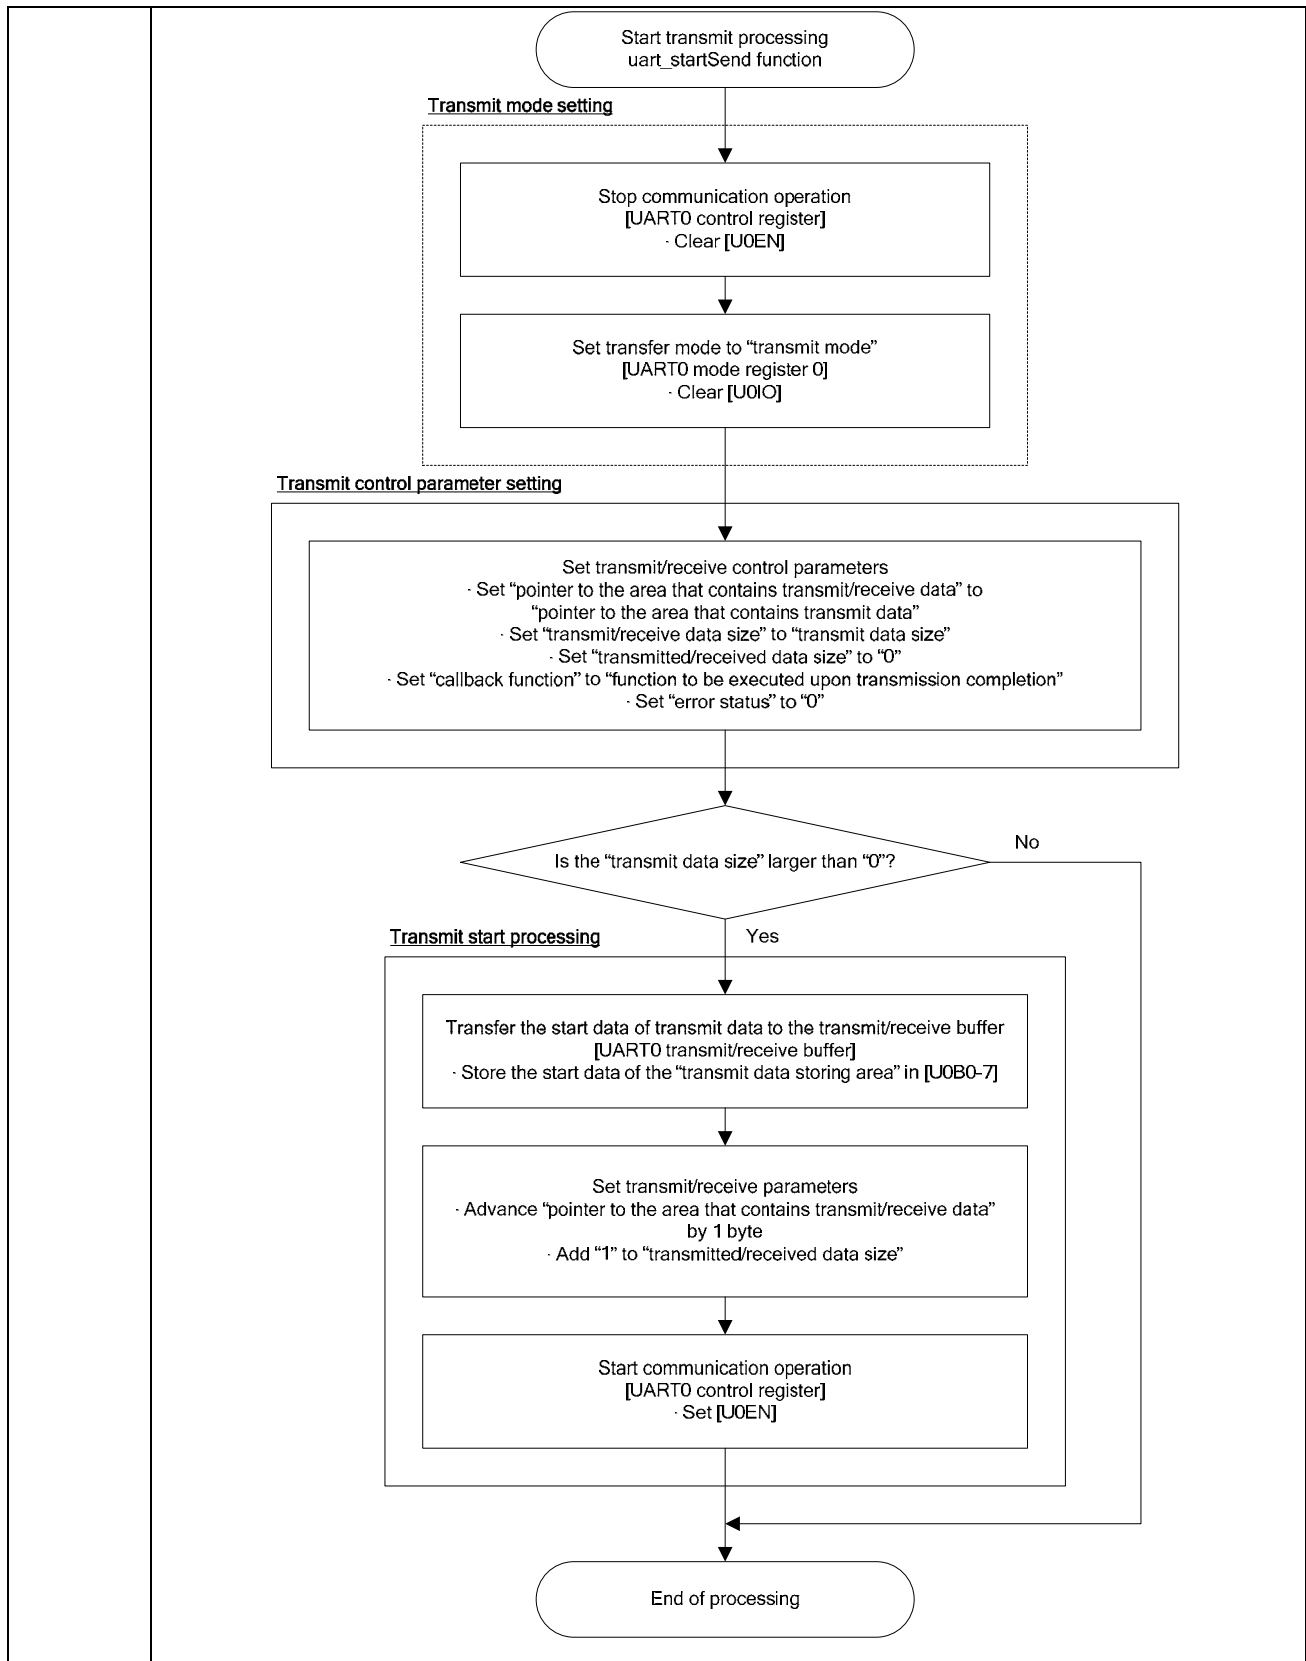 Start transmit processing
uart_startSend function
Transmit mode setting
Stop communication operation
[UART0 control register]
· Clear [U0EN]
Set transfer mode to “transmit mode”
[UART0 mode register 0]
· Clear [U0IO]
Transmit control parameter setting
Set transmit/receive control parameters
· Set “pointer to the area that contains transmit/receive data” to
“pointer to the area that contains transmit data”
· Set “transmit/receive data size” to “transmit data size”
· Set “transmitted/received data size” to “0”
· Set “callback function” to “function to be executed upon transmission completion”
· Set “error status” to “0”
Is the “transmit data size” larger than “0”?
No
Yes
Transmit start processing
Transfer the start data of transmit data to the transmit/receive buffer
[UART0 transmit/receive buffer]
· Store the start data of the “transmit data storing area” in [U0B0-7]
Set transmit/receive parameters
· Advance “pointer to the area that contains transmit/receive data”
by 1 byte
· Add “1” to “transmitted/received data size”
Start communication operation
[UART0 control register]
· Set [U0EN]
End of processing